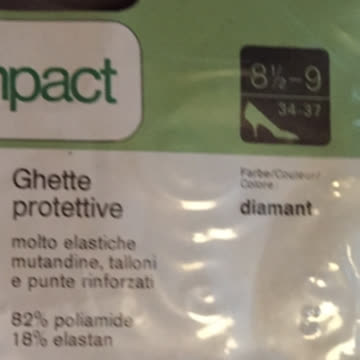 mpact
8½-9
34-37
Ghette
protettive
molto elastiche
mutandine, talloni
e punte rinforzati
82% poliamide
18% elastan
Farbe/Couleur/
Colore:
diamant